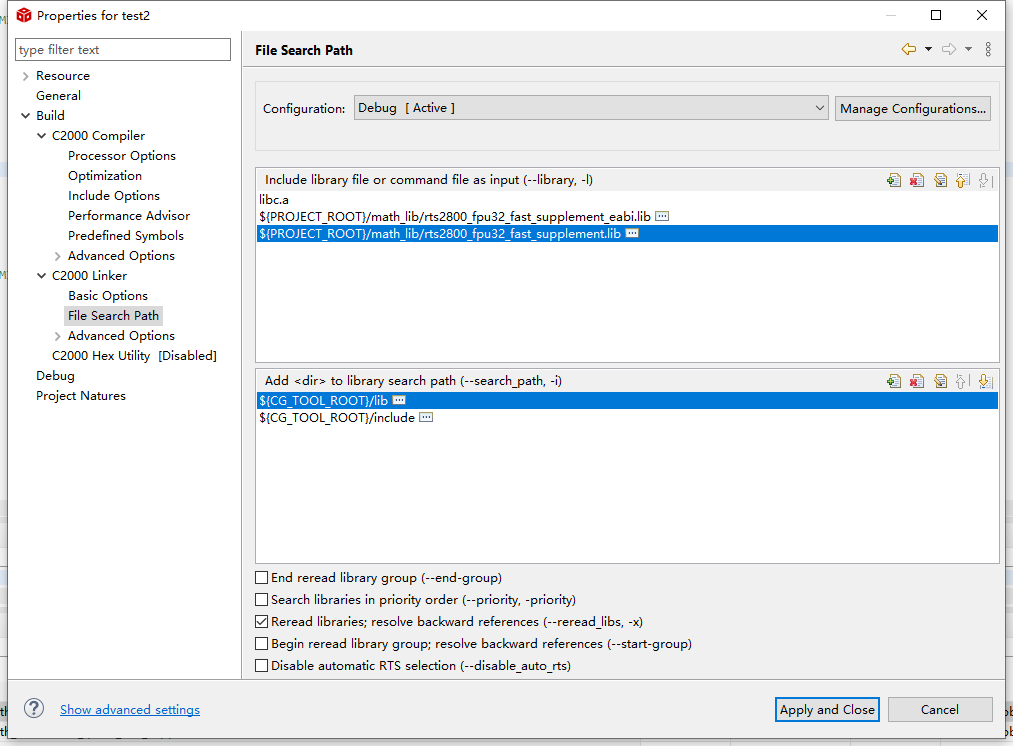 Properties for test2
type filter text
Resource
General
Build
C2000 Compiler
Processor Options
Optimization
Include Options
Performance Advisor
Predefined Symbols
Advanced Options
C2000 Linker
Basic Options
File Search Path
Advanced Options
C2000 Hex Utility [Disabled]
Debug
Project Natures
File Search Path
Configuration: Debug [ Active ] Manage Configurations...
Include library file or command file as input (--library, -l)
libc.a
${PROJECT_ROOT}/math_lib/rts2800_fpu32_fast_supplement_eabi.lib
${PROJECT_ROOT}/math_lib/rts2800_fpu32_fast_supplement.lib
Add <dir> to library search path (--search_path, -i)
${CG_TOOL_ROOT}/lib
${CG_TOOL_ROOT}/include
End reread library group (--end-group)
Search libraries in priority order (--priority, -priority)
Reread libraries; resolve backward references (--reread_libs, -x)
Begin reread library group; resolve backward references (--start-group)
Disable automatic RTS selection (--disable_auto_rts)
Show advanced settings
Apply and Close
Cancel